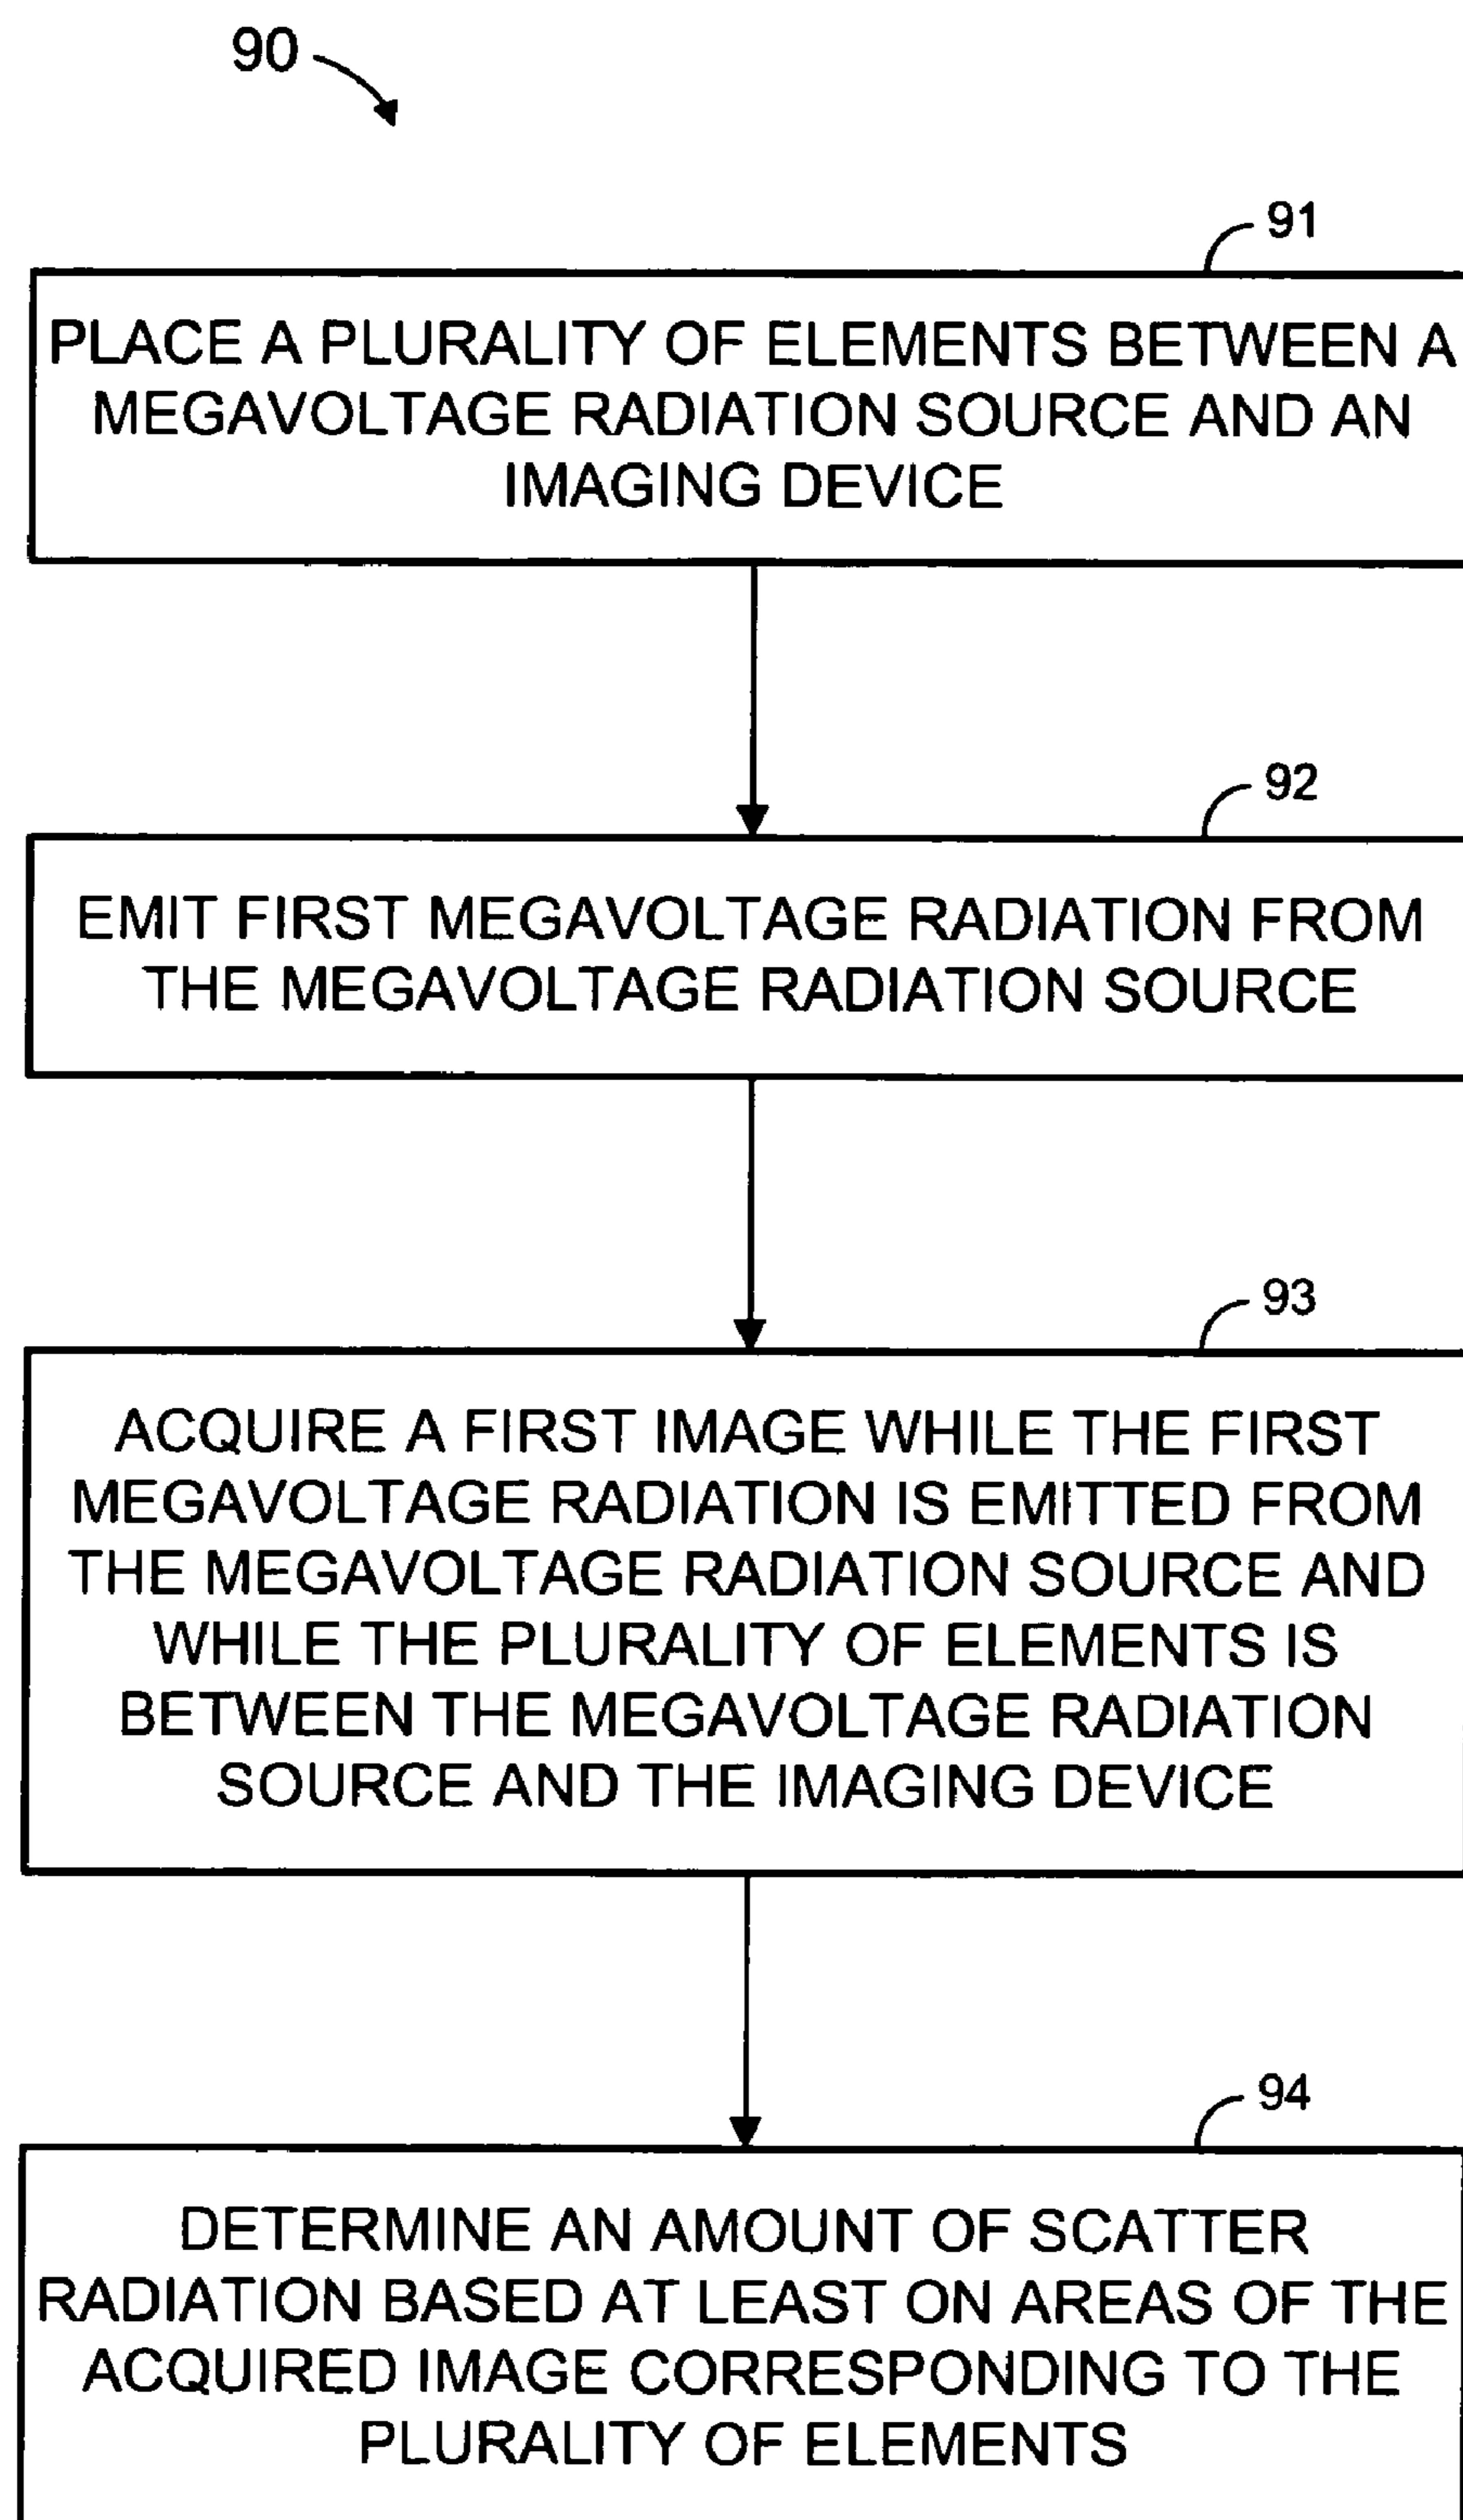 90
91
PLACE A PLURALITY OF ELEMENTS BETWEEN A
MEGAVOLTAGE RADIATION SOURCE AND AN
IMAGING DEVICE
92
EMIT FIRST MEGAVOLTAGE RADIATION FROM
THE MEGAVOLTAGE RADIATION SOURCE
93
ACQUIRE A FIRST IMAGE WHILE THE FIRST
MEGAVOLTAGE RADIATION IS EMITTED FROM
THE MEGAVOLTAGE RADIATION SOURCE AND
WHILE THE PLURALITY OF ELEMENTS IS
BETWEEN THE MEGAVOLTAGE RADIATION
SOURCE AND THE IMAGING DEVICE
94
DETERMINE AN AMOUNT OF SCATTER
RADIATION BASED AT LEAST ON AREAS OF THE
ACQUIRED IMAGE CORRESPONDING TO THE
PLURALITY OF ELEMENTS